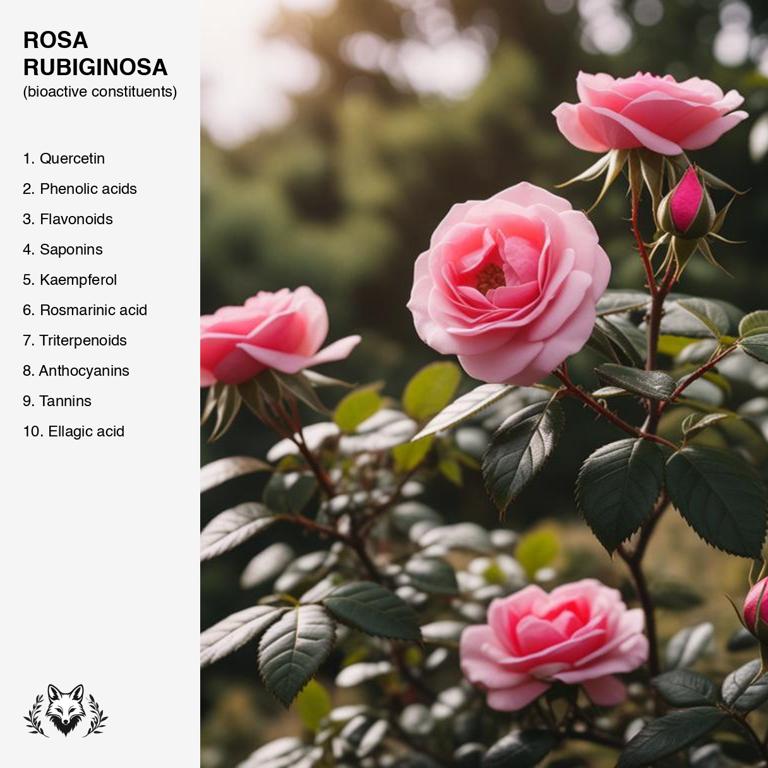 ROSA
RUBIGINOSA
(bioactive constituents)
1. Quercetin
2. Phenolic acids
3. Flavonoids
4. Saponins
5. Kaempferol
6. Rosmarinic acid
7. Triterpenoids
8. Anthocyanins
9. Tannins
10. Ellagic acid